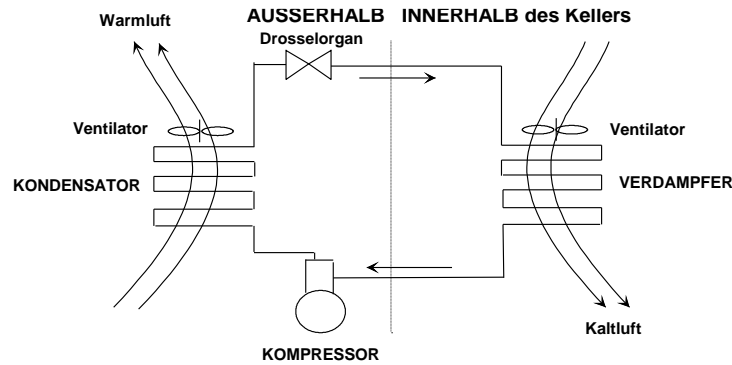 AUSSERHALB INNERHALB des Kellers
Warmluft
Drosselorgan
Ventilator
Ventilator
KONDENSATOR
VERDAMPFER
Kaltluft
KOMPRESSOR